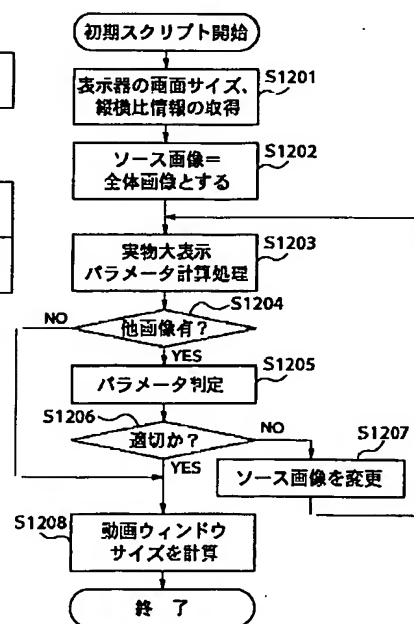 初期スクリプト開始
S1201
表示器の画面サイズ、
縦横比情報の取得
S1202
ソース画像=
全体画像とする
S1203
実物大表示
パラメータ計算処理
S1204
NO
他画像有?
YES
S1205
パラメータ判定
S1206
適切か?
NO
YES
S1207
ソース画像を変更
S1208
動画ウィンドウ
サイズを計算
終 了